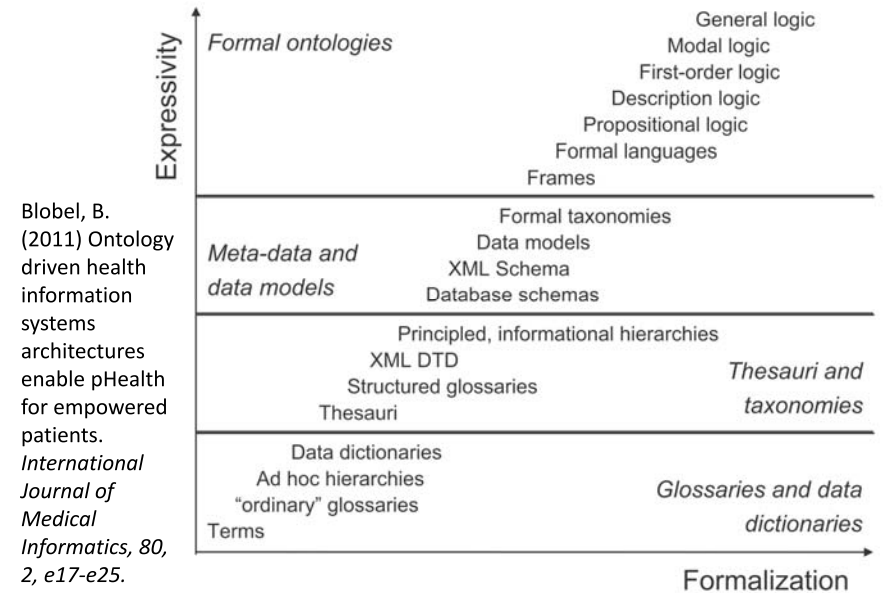 Expressivity
Formal ontologies
General logic
Modal logic
First-order logic
Description logic
Propositional logic
Formal languages
Frames
Meta-data and
data models
Formal taxonomies
Data models
XML Schema
Database schemas
Principled, informational hierarchies
XML DTD
Structured glossaries
Thesauri
Thesauri and
taxonomies
Data dictionaries
Ad hoc hierarchies
“ordinary” glossaries
Terms
Glossaries and data
dictionaries
Formalization
Blobel, B.
(2011) Ontology
driven health
information
systems
architectures
enable pHealth
for empowered
patients.
International
Journal of
Medical
Informatics, 80,
2, e17-e25.